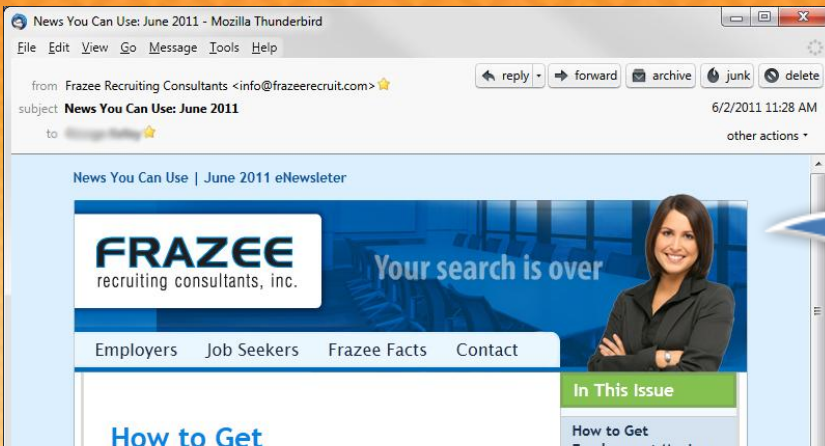 News You Can Use: June 2011 - Mozilla Thunderbird
File Edit View Go Message Tools Help
from Frazee Recruiting Consultants <info@frazeerecruit.com>
reply forward archive junk delete
subject News You Can Use: June 2011
6/2/2011 11:28 AM
to
other actions
News You Can Use | June 2011 eNewsleter
FRAZEE
recruiting consultants, inc.
Your search is over
Employers Job Seekers Frazee Facts Contact
In This Issue
How to Get
How to Get